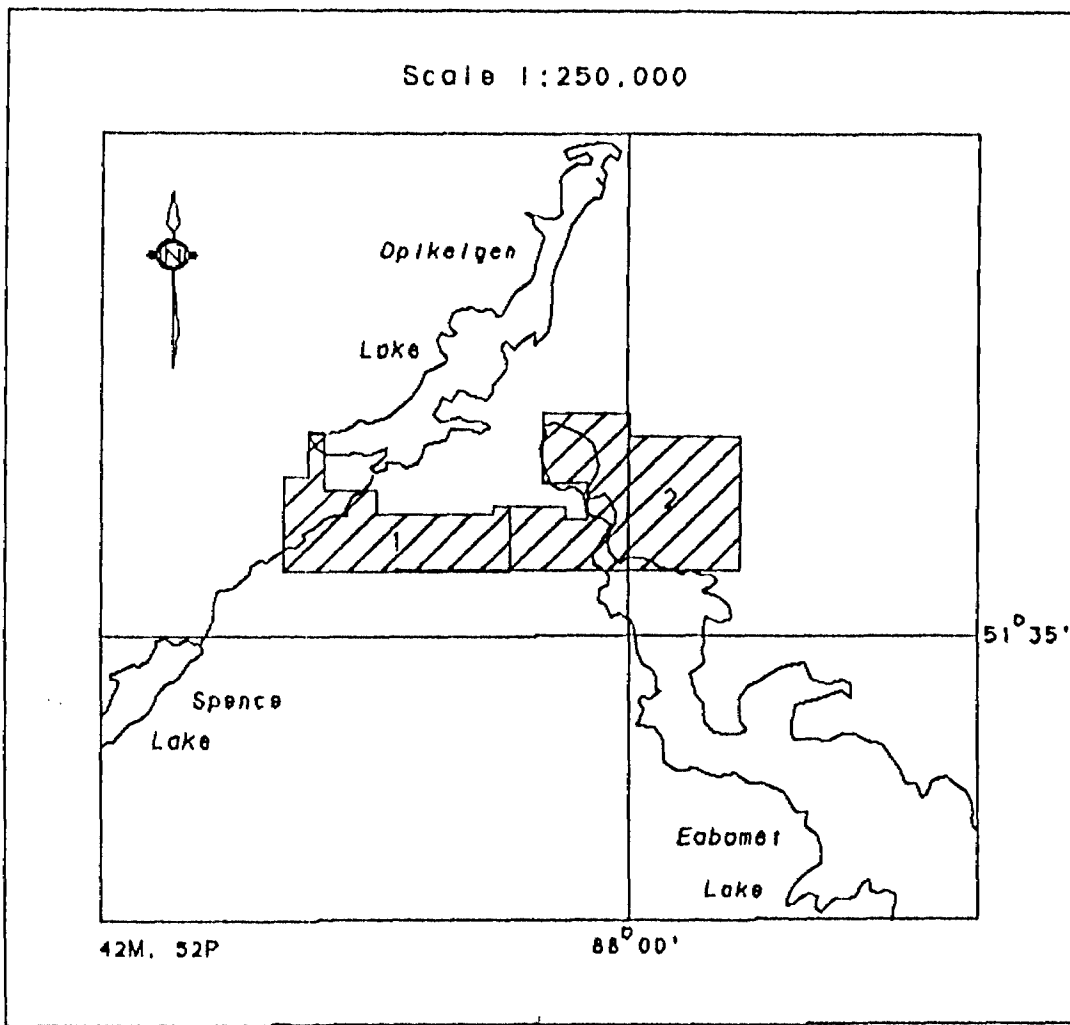 Scale 1:250,000
N
Opikeigen
Lake
1
2
51°35'
Spence
Lake
Eabamet
Lake
42M, 52P
88°00'